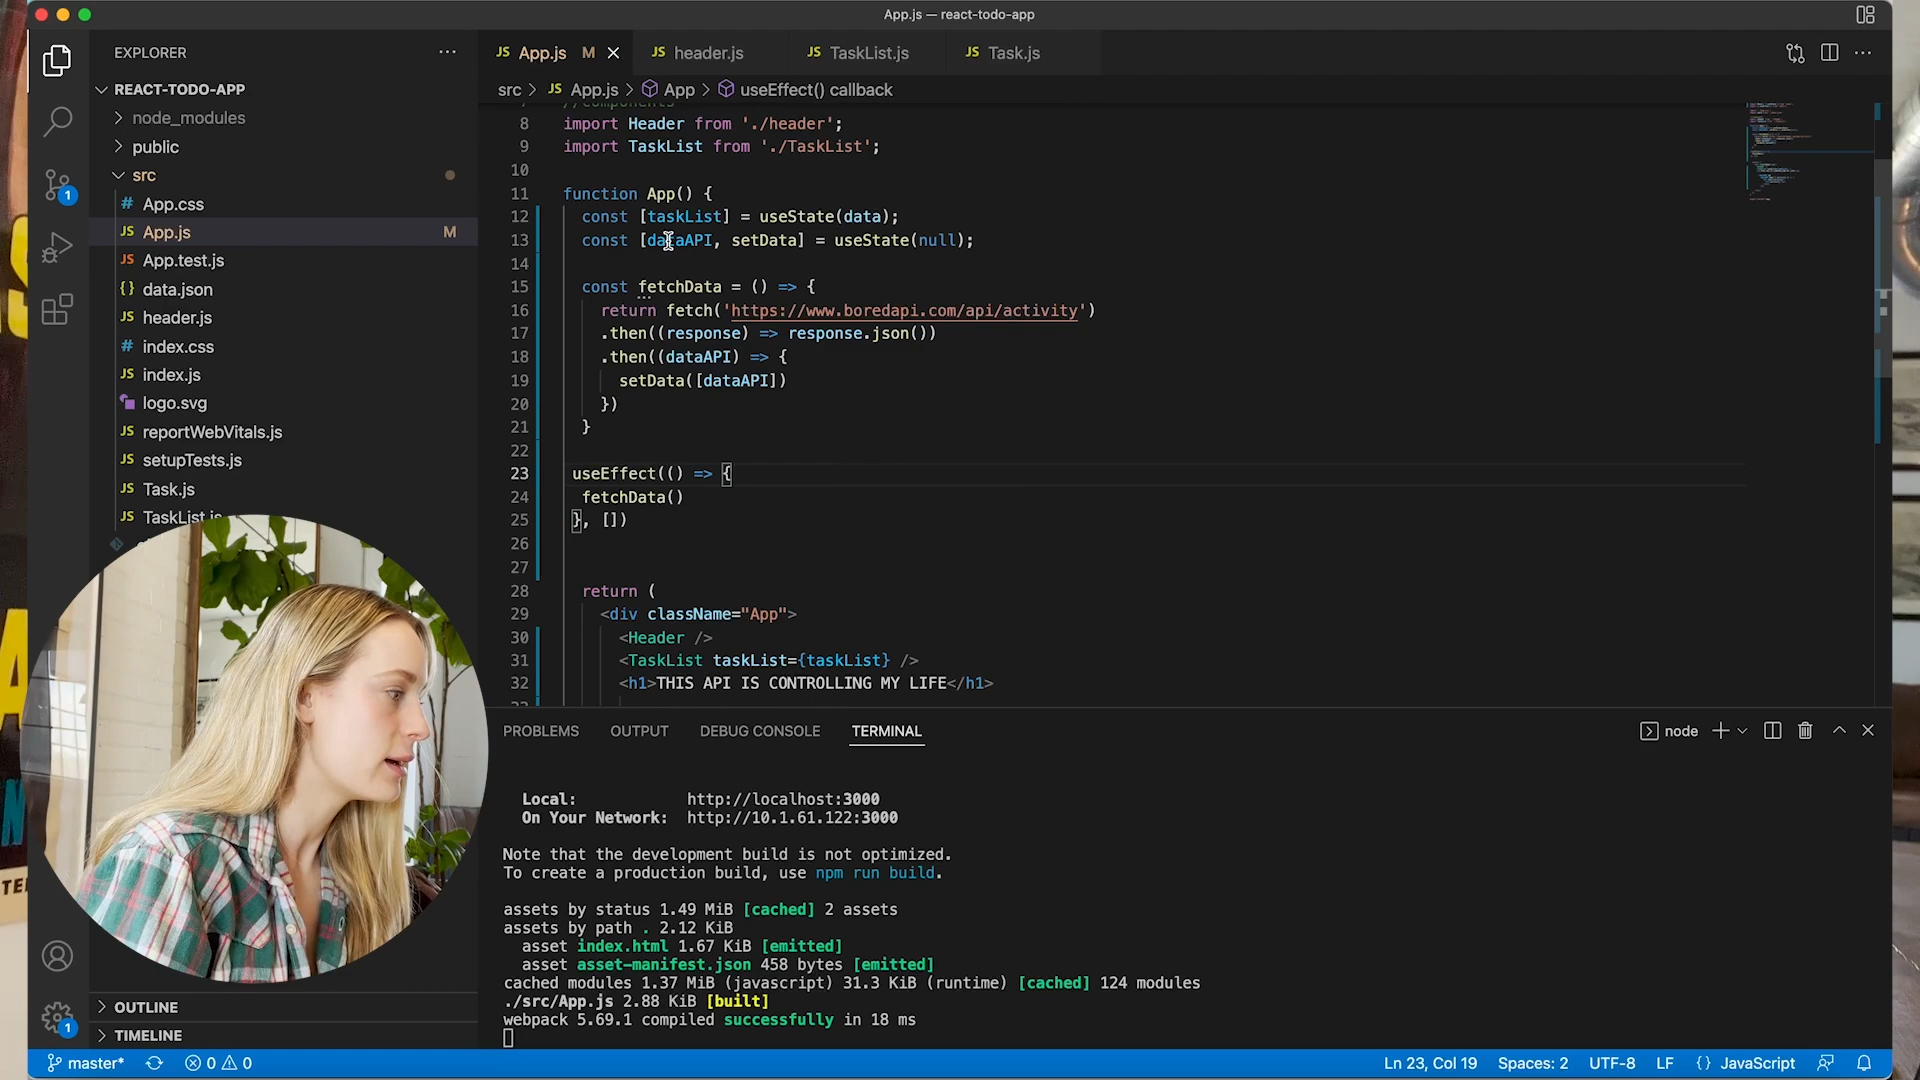 App.js — react-todo-app
EXPLORER
REACT-TODO-APP
node_modules
public
src
# App.css
JS App.js M
JS App.test.js
{} data.json
JS header.js
# index.css
JS index.js
logo.svg
JS reportWebVitals.js
JS setupTests.js
JS Task.js
JS TaskList.js
OUTLINE
TIMELINE
JS App.js M
JS header.js
JS TaskList.js
JS Task.js
src > JS App.js > App > useEffect() callback
7 //components
8 import Header from './header';
9 import TaskList from './TaskList';
10
11 function App() {
12 const [taskList] = useState(data);
13 const [dataAPI, setData] = useState(null);
14
15 const fetchData = () => {
16 return fetch('https://www.boredapi.com/api/activity')
17 .then((response) => response.json())
18 .then((dataAPI) => {
19 setData([dataAPI])
20 })
21 }
22
23 useEffect(() => {
24 fetchData()
25 }, [])
26
27
28 return (
29 <div className="App">
30 <Header />
31 <TaskList taskList={taskList} />
32 <h1>THIS API IS CONTROLLING MY LIFE</h1>
PROBLEMS OUTPUT DEBUG CONSOLE TERMINAL
node
Local: http://localhost:3000
On Your Network: http://10.1.61.122:3000
Note that the development build is not optimized.
To create a production build, use npm run build.
assets by status 1.49 MiB [cached] 2 assets
assets by path . 2.12 KiB
asset index.html 1.67 KiB [emitted]
asset asset-manifest.json 458 bytes [emitted]
cached modules 1.37 MiB (javascript) 31.3 KiB (runtime) [cached] 124 modules
./src/App.js 2.88 KiB [built]
webpack 5.69.1 compiled successfully in 18 ms
1
1
master* 0 0
Ln 23, Col 19 Spaces: 2 UTF-8 LF {} JavaScript